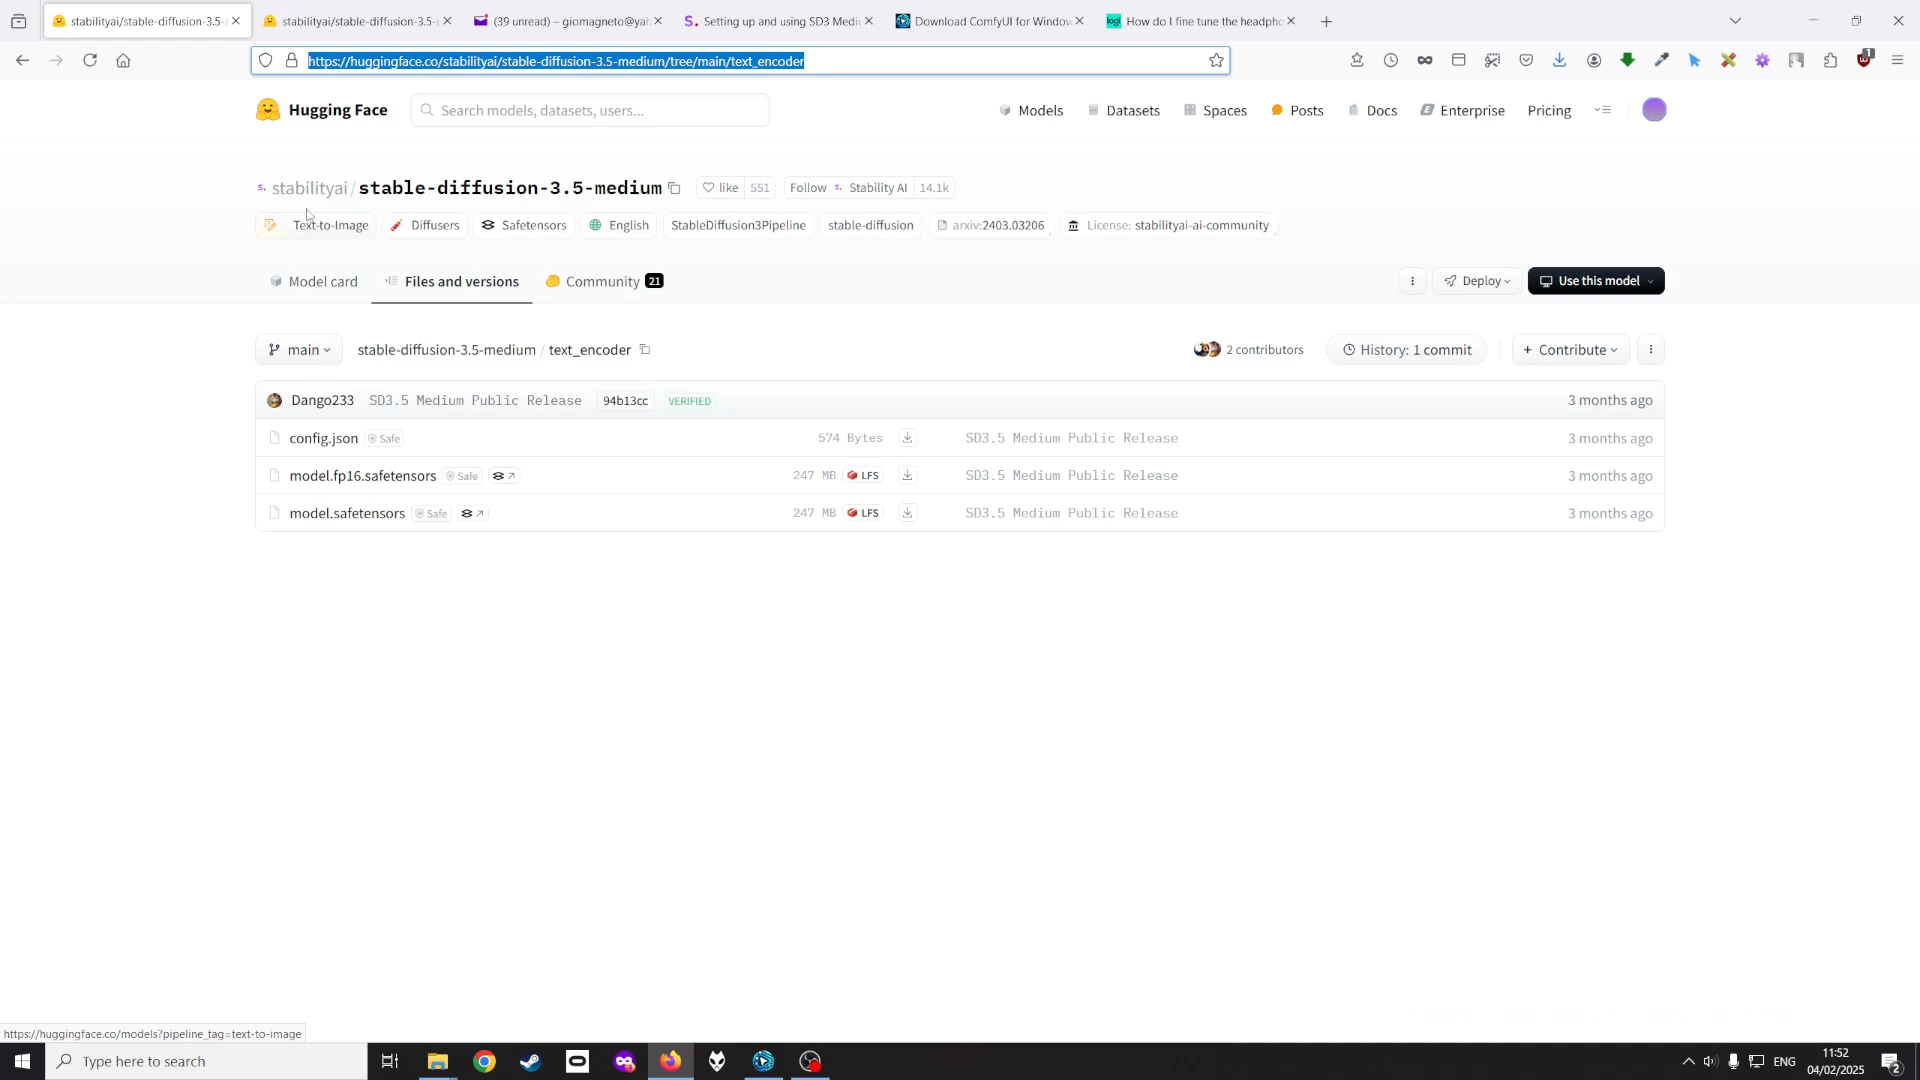 stabilityai/stable-diffusion-3.5-
stabilityai/stable-diffusion-3.5-
(39 unread) – giomagneto@yah
S. Setting up and using SD3 Medi
Download ComfyUI for Window
logi How do I fine tune the headpho
https://huggingface.co/stabilityai/stable-diffusion-3.5-medium/tree/main/text_encoder
1
Hugging Face
Search models, datasets, users...
Models
Datasets
Spaces
Posts
Docs
Enterprise
Pricing
s. stabilityai/stable-diffusion-3.5-medium
like 551
Follow s. Stability AI 14.1k
Text-to-Image
Diffusers
Safetensors
English
StableDiffusion3Pipeline
stable-diffusion
arxiv:2403.03206
License: stabilityai-ai-community
Model card
Files and versions
Community 21
Deploy
Use this model
main
stable-diffusion-3.5-medium / text_encoder
2 contributors
History: 1 commit
+ Contribute
Dango233 SD3.5 Medium Public Release 94b13cc VERIFIED 3 months ago
config.json Safe 574 Bytes SD3.5 Medium Public Release 3 months ago
model.fp16.safetensors Safe 247 MB LFS SD3.5 Medium Public Release 3 months ago
model.safetensors Safe 247 MB LFS SD3.5 Medium Public Release 3 months ago
https://huggingface.co/models?pipeline_tag=text-to-image
Type here to search
ENG
11:52
04/02/2025
2